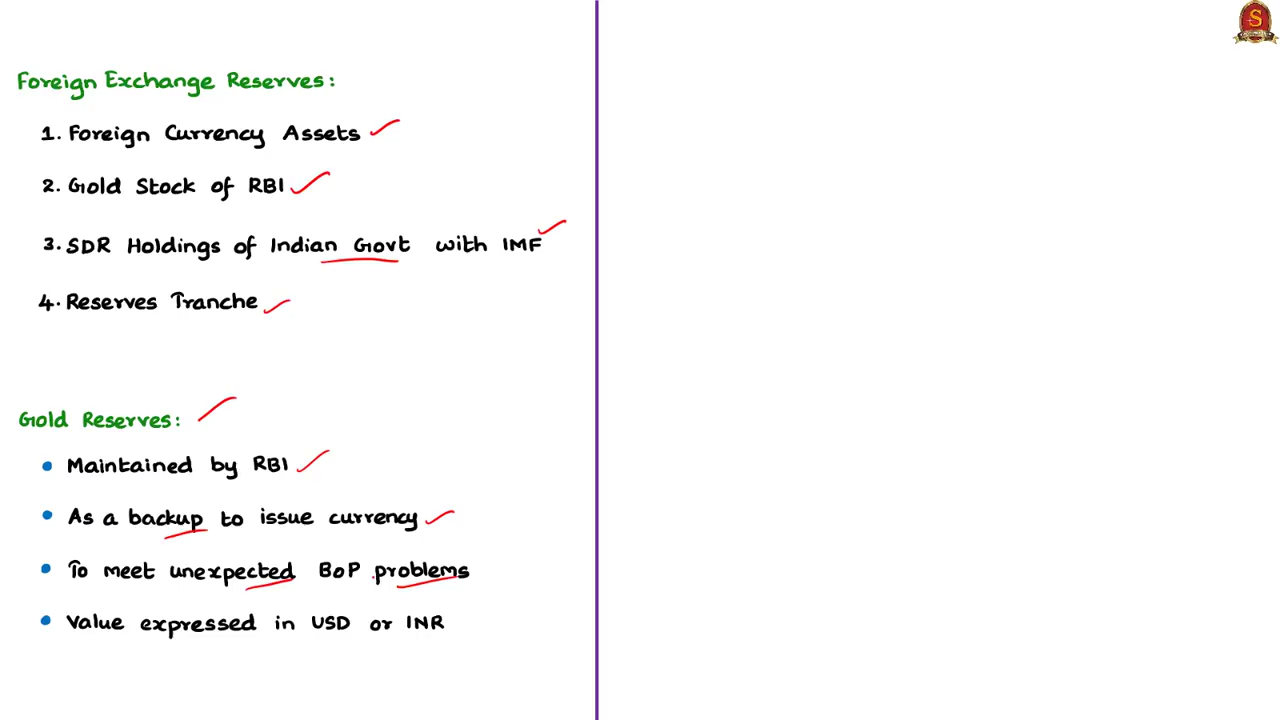 Foreign Exchange Reserves:
1. Foreign Currency Assets
2. Gold Stock of RBI
3. SDR Holdings of Indian Govt with IMF
4. Reserves Tranche
Gold Reserves:
• Maintained by RBI
• As a backup to issue currency
• To meet unexpected BoP problems
• Value expressed in USD or INR
S